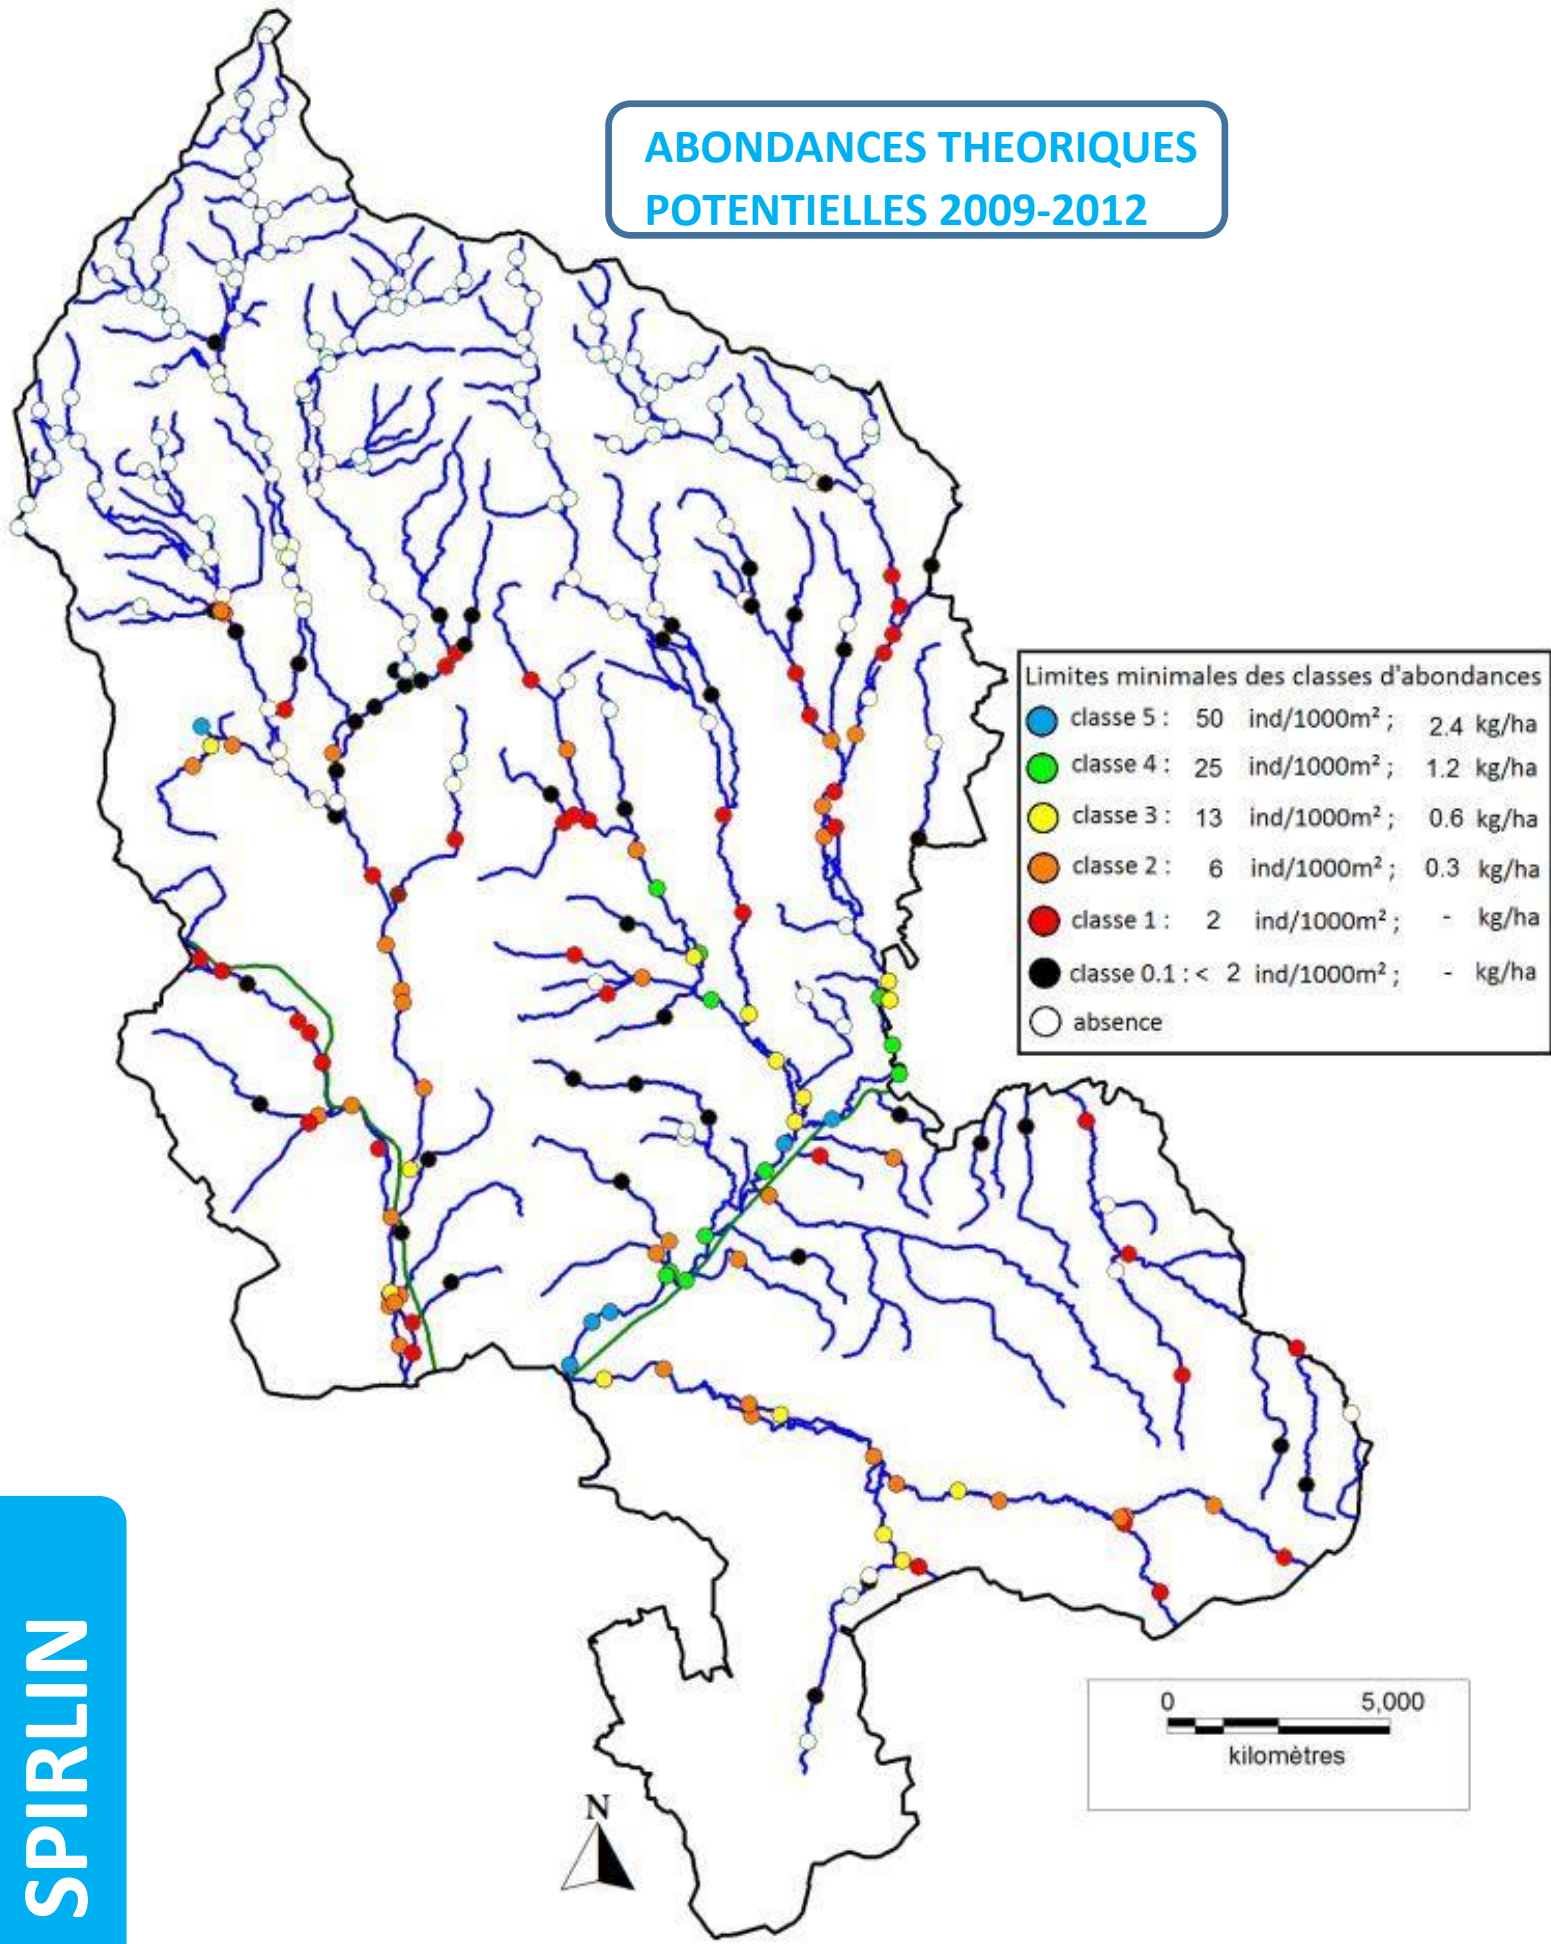 ABONDANCES THEORIQUES
POTENTIELLES 2009-2012
Limites minimales des classes d'abondances
classe 5 : 50 ind/1000m² ; 2.4 kg/ha
classe 4 : 25 ind/1000m² ; 1.2 kg/ha
classe 3 : 13 ind/1000m² ; 0.6 kg/ha
classe 2 : 6 ind/1000m² ; 0.3 kg/ha
classe 1 : 2 ind/1000m² ; - kg/ha
classe 0.1 : < 2 ind/1000m² ; - kg/ha
absence
SPIRLIN
0 5,000
kilomètres
N